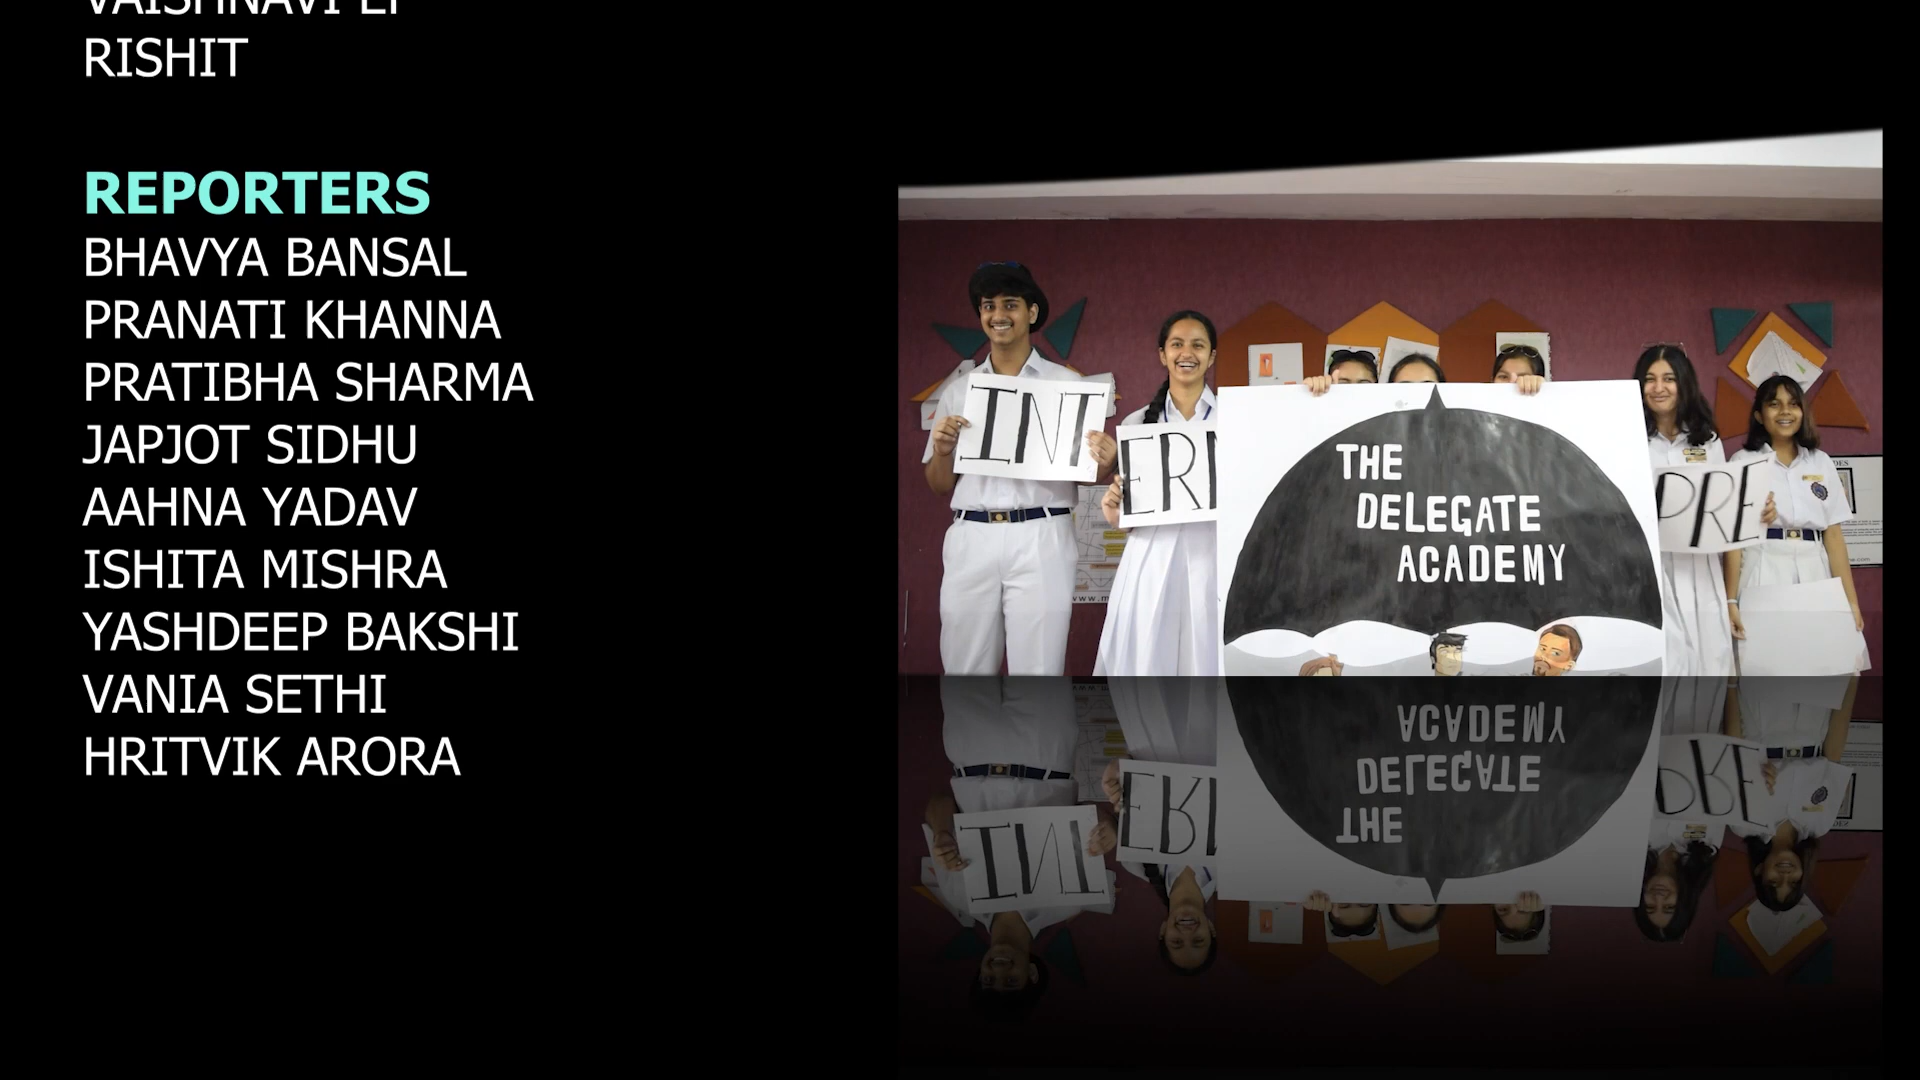 RISHIT
REPORTERS
BHAVYA BANSAL
PRANATI KHANNA
PRATIBHA SHARMA
JAPJOT SIDHU
AAHNA YADAV
ISHITA MISHRA
YASHDEEP BAKSHI
VANIA SETHI
HRITVIK ARORA
INT
ERN
THE
DELEGATE
ACADEMY
PRE